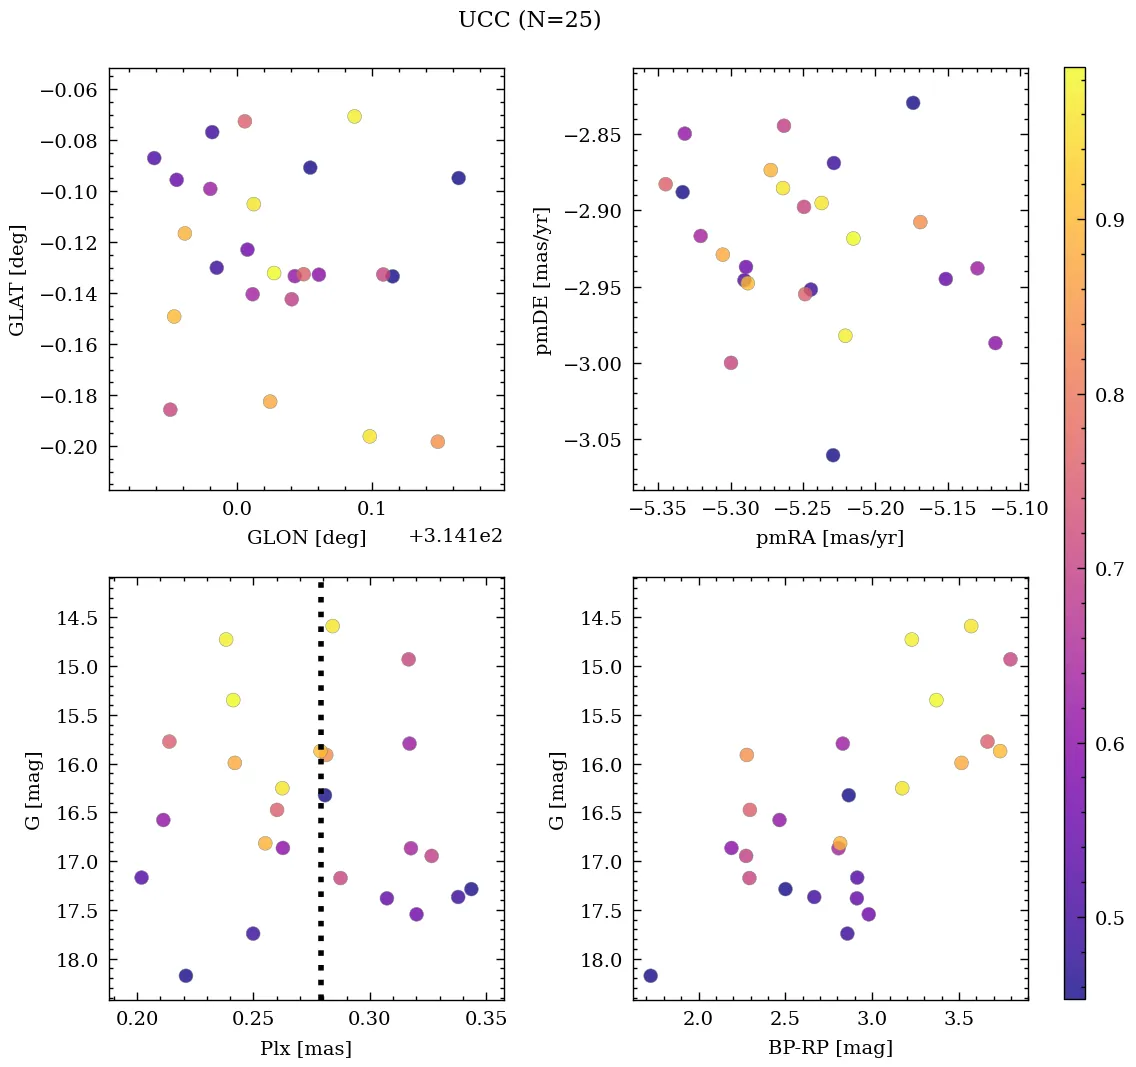 UCC (N=25)
−0.06
−0.08
−0.10
−0.12
−0.14
−0.16
−0.18
−0.20
GLAT [deg]
0.0 0.1
GLON [deg]
+3.141e2
−2.85
−2.90
−2.95
−3.00
−3.05
pmDE [mas/yr]
−5.35 −5.30 −5.25 −5.20 −5.15 −5.10
pmRA [mas/yr]
14.5
15.0
15.5
16.0
16.5
17.0
17.5
18.0
G [mag]
0.20 0.25 0.30 0.35
Plx [mas]
14.5
15.0
15.5
16.0
16.5
17.0
17.5
18.0
G [mag]
2.0 2.5 3.0 3.5
BP-RP [mag]
0.9
0.8
0.7
0.6
0.5